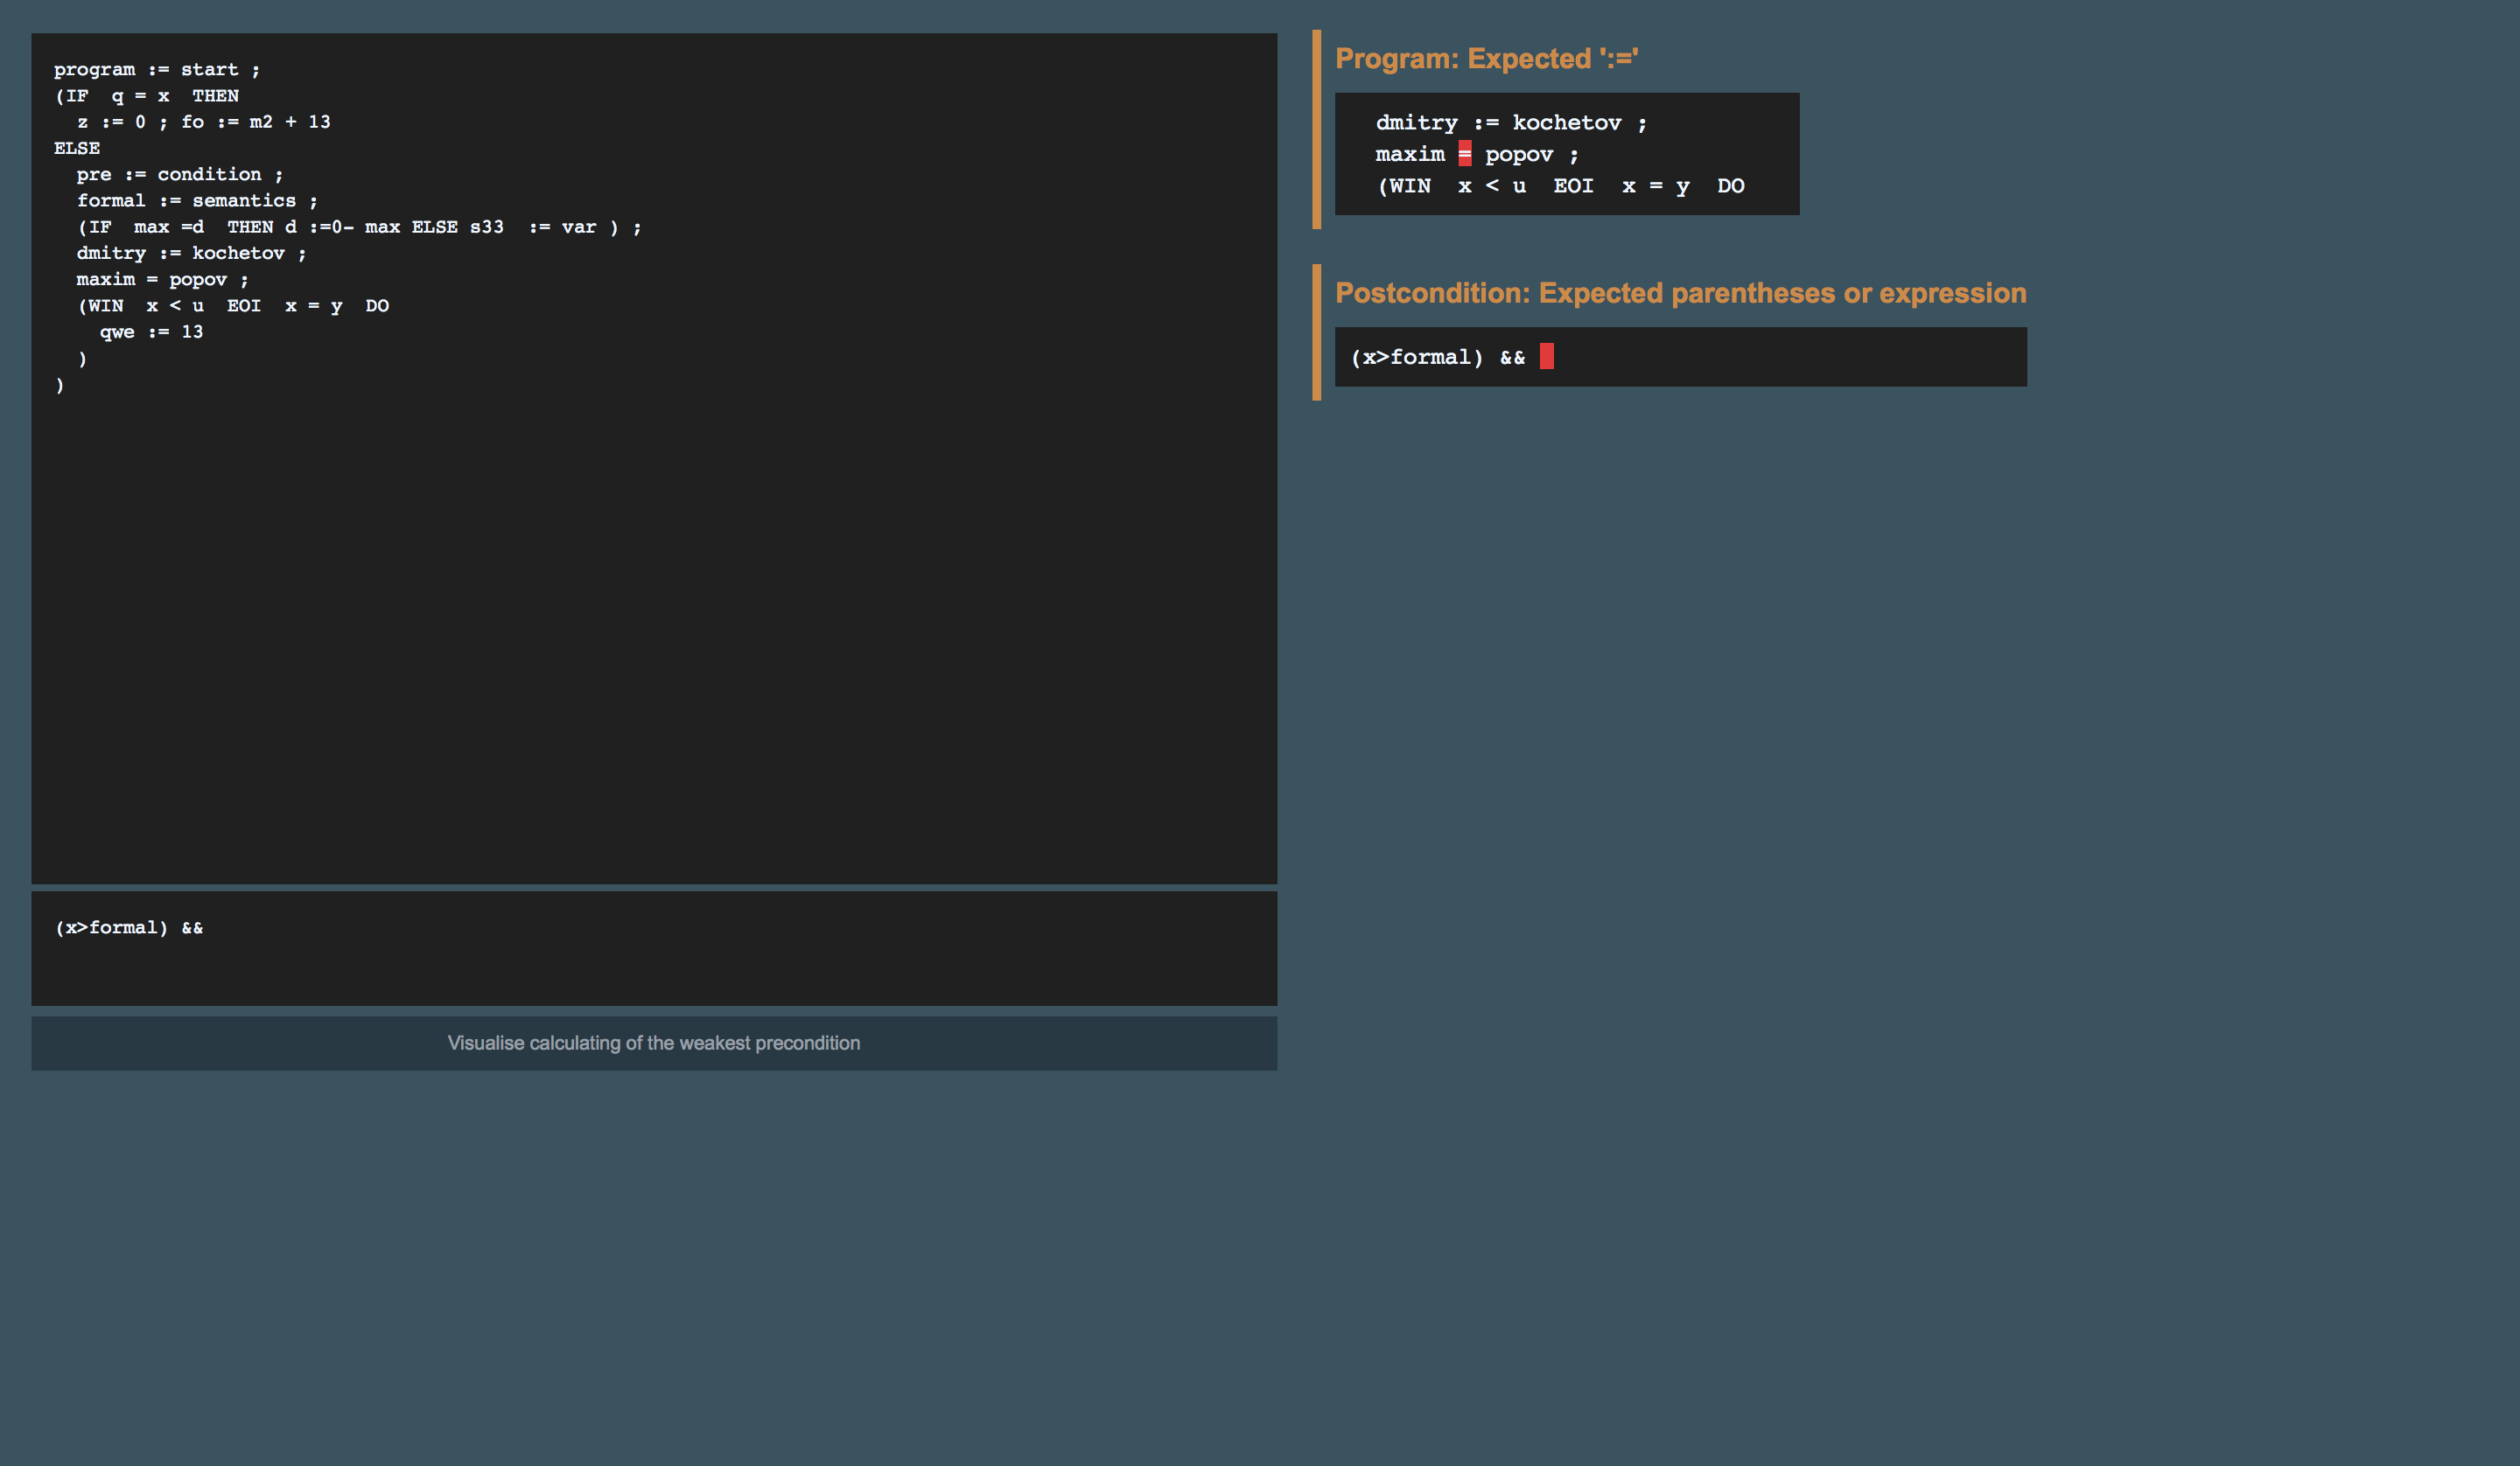 program := start ;
(IF  q = x  THEN
  z := 0 ; fo := m2 + 13
ELSE
  pre := condition ;
  formal := semantics ;
  (IF  max =d  THEN d :=0- max ELSE s33  := var ) ;
  dmitry := kochetov ;
  maxim = popov ;
  (WIN  x < u  EOI  x = y  DO
    qwe := 13
  )
)
(x>formal) &&
Visualise calculating of the weakest precondition
Program: Expected ':='
  dmitry := kochetov ;
  maxim = popov ;
  (WIN  x < u  EOI  x = y  DO
Postcondition: Expected parentheses or expression
(x>formal) &&